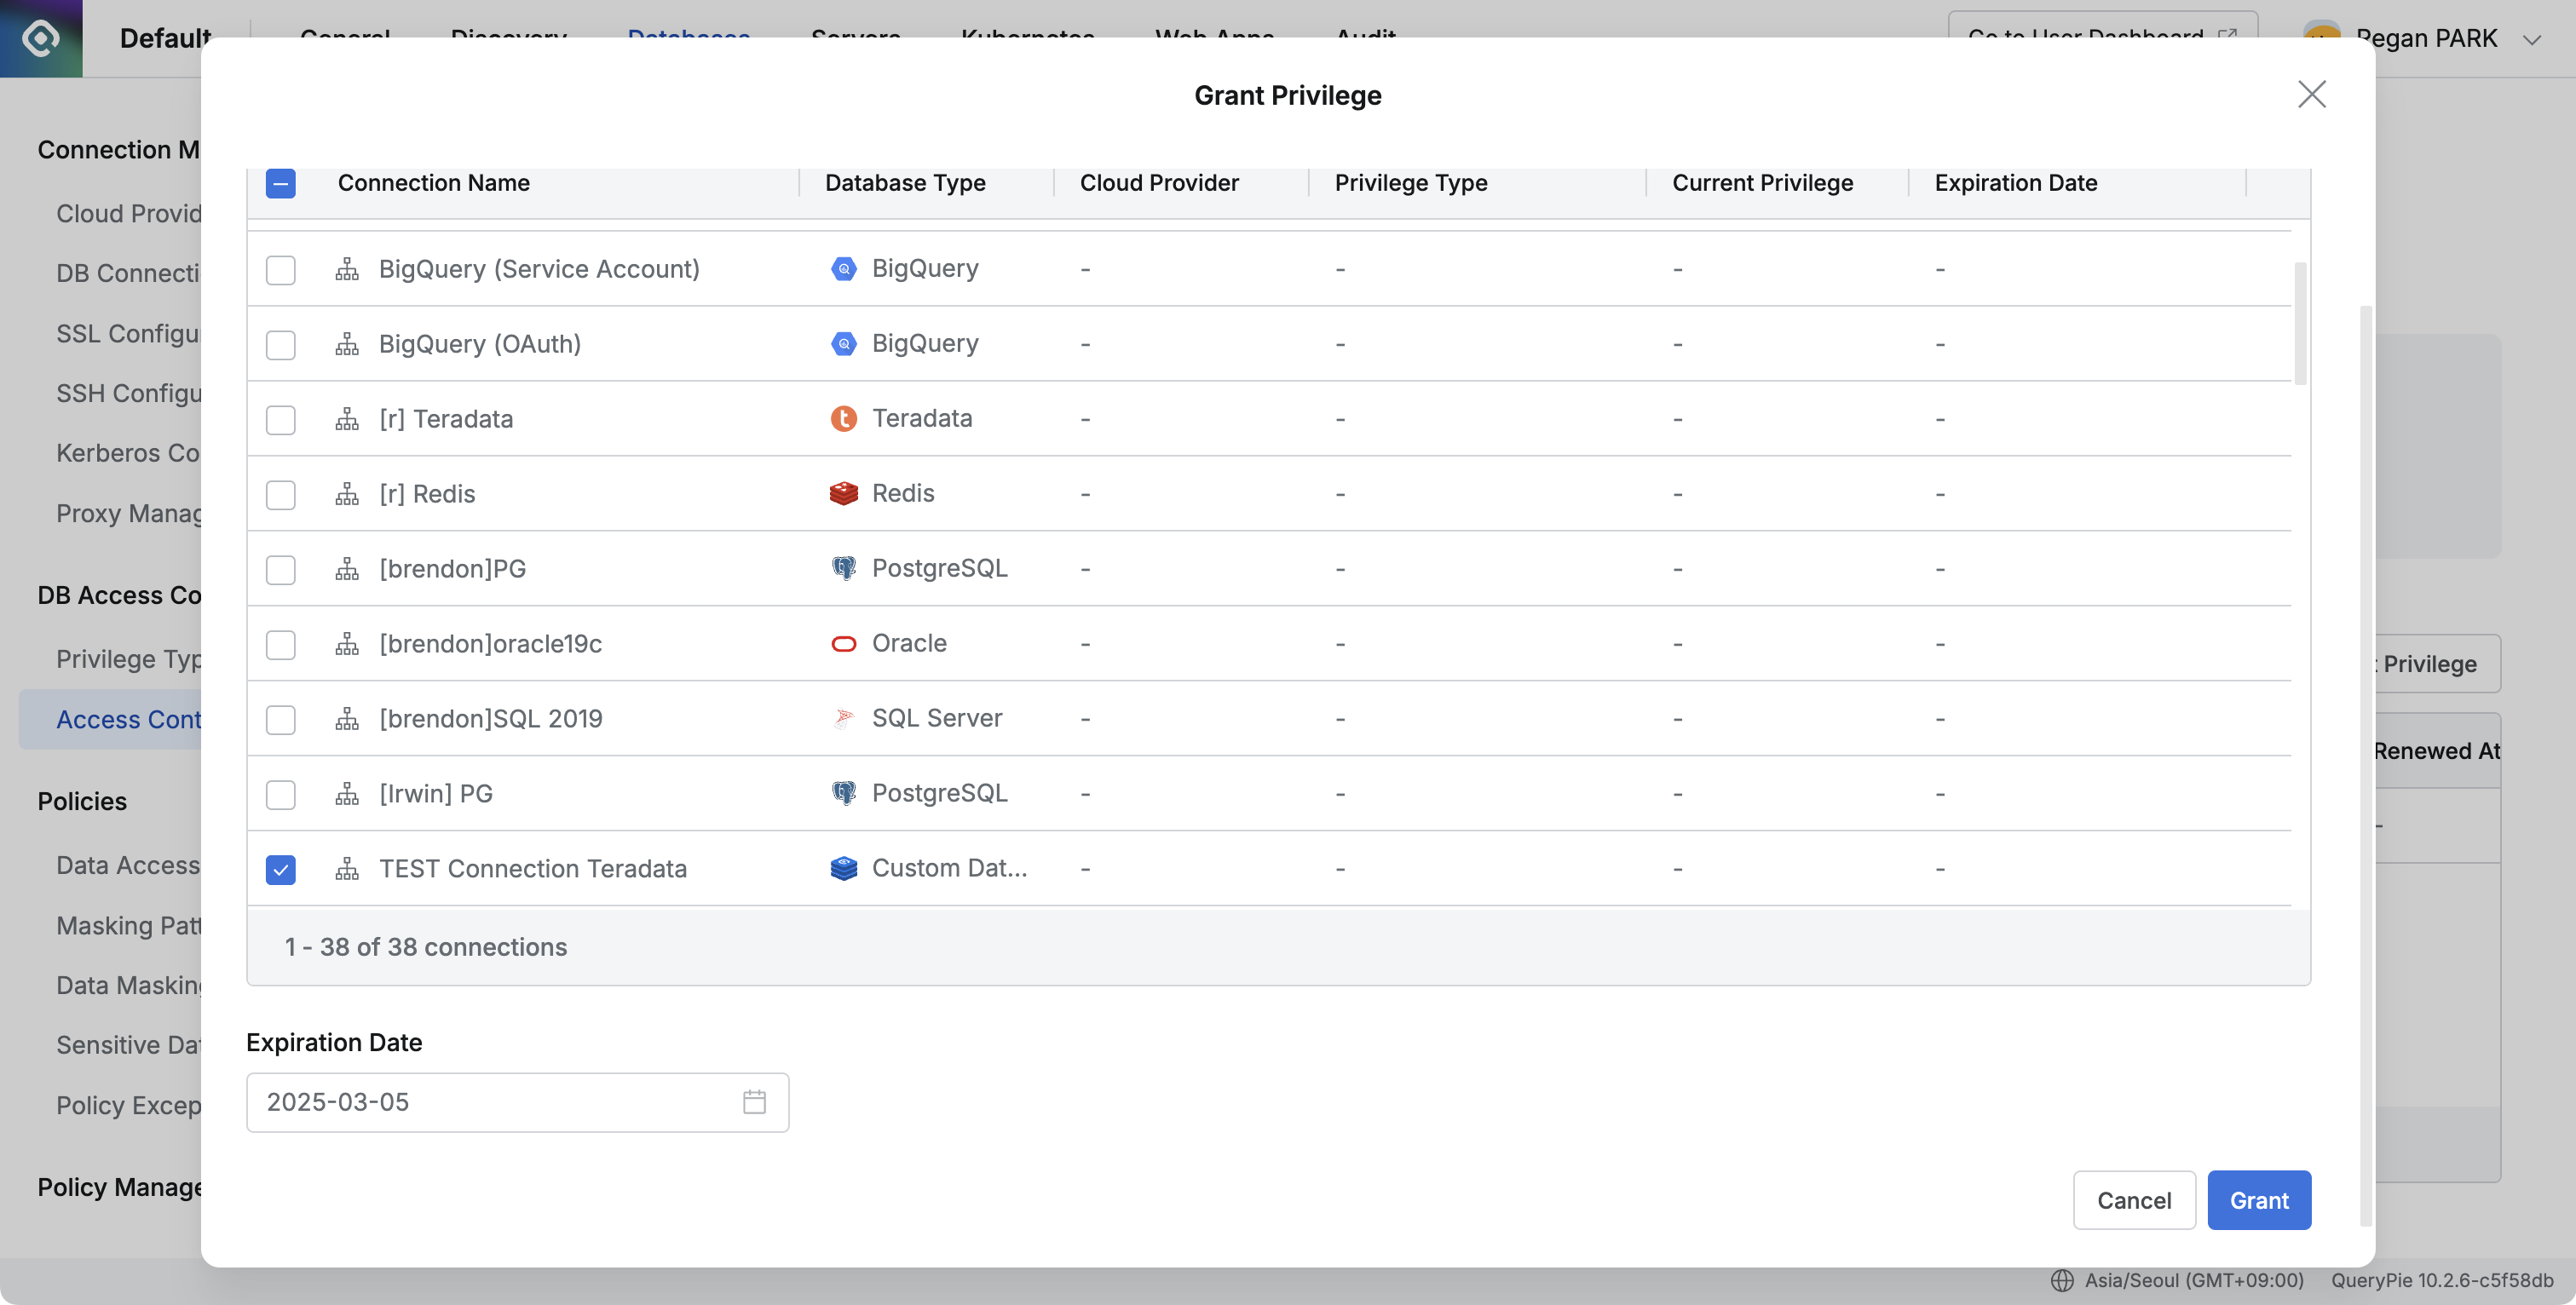 Default
General
Discovery
Databases
Servers
Kubernetes
Web Apps
Audit
Go to User Dashboard
Regan PARK
Connection M
Cloud Provid
DB Connecti
SSL Configu
SSH Configu
Kerberos Co
Proxy Manag
DB Access Co
Privilege Typ
Access Cont
Policies
Data Access
Masking Patt
Data Masking
Sensitive Dat
Policy Excep
Policy Manage
Grant Privilege
Connection Name Database Type Cloud Provider Privilege Type Current Privilege Expiration Date
BigQuery (Service Account) BigQuery - - - -
BigQuery (OAuth) BigQuery - - - -
[r] Teradata Teradata - - - -
[r] Redis Redis - - - -
[brendon]PG PostgreSQL - - - -
[brendon]oracle19c Oracle - - - -
[brendon]SQL 2019 SQL Server - - - -
[Irwin] PG PostgreSQL - - - -
TEST Connection Teradata Custom Dat... - - - -
1 - 38 of 38 connections
Expiration Date
2025-03-05
Cancel
Grant
Privilege
Renewed At
-
Asia/Seoul (GMT+09:00)
QueryPie 10.2.6-c5f58db